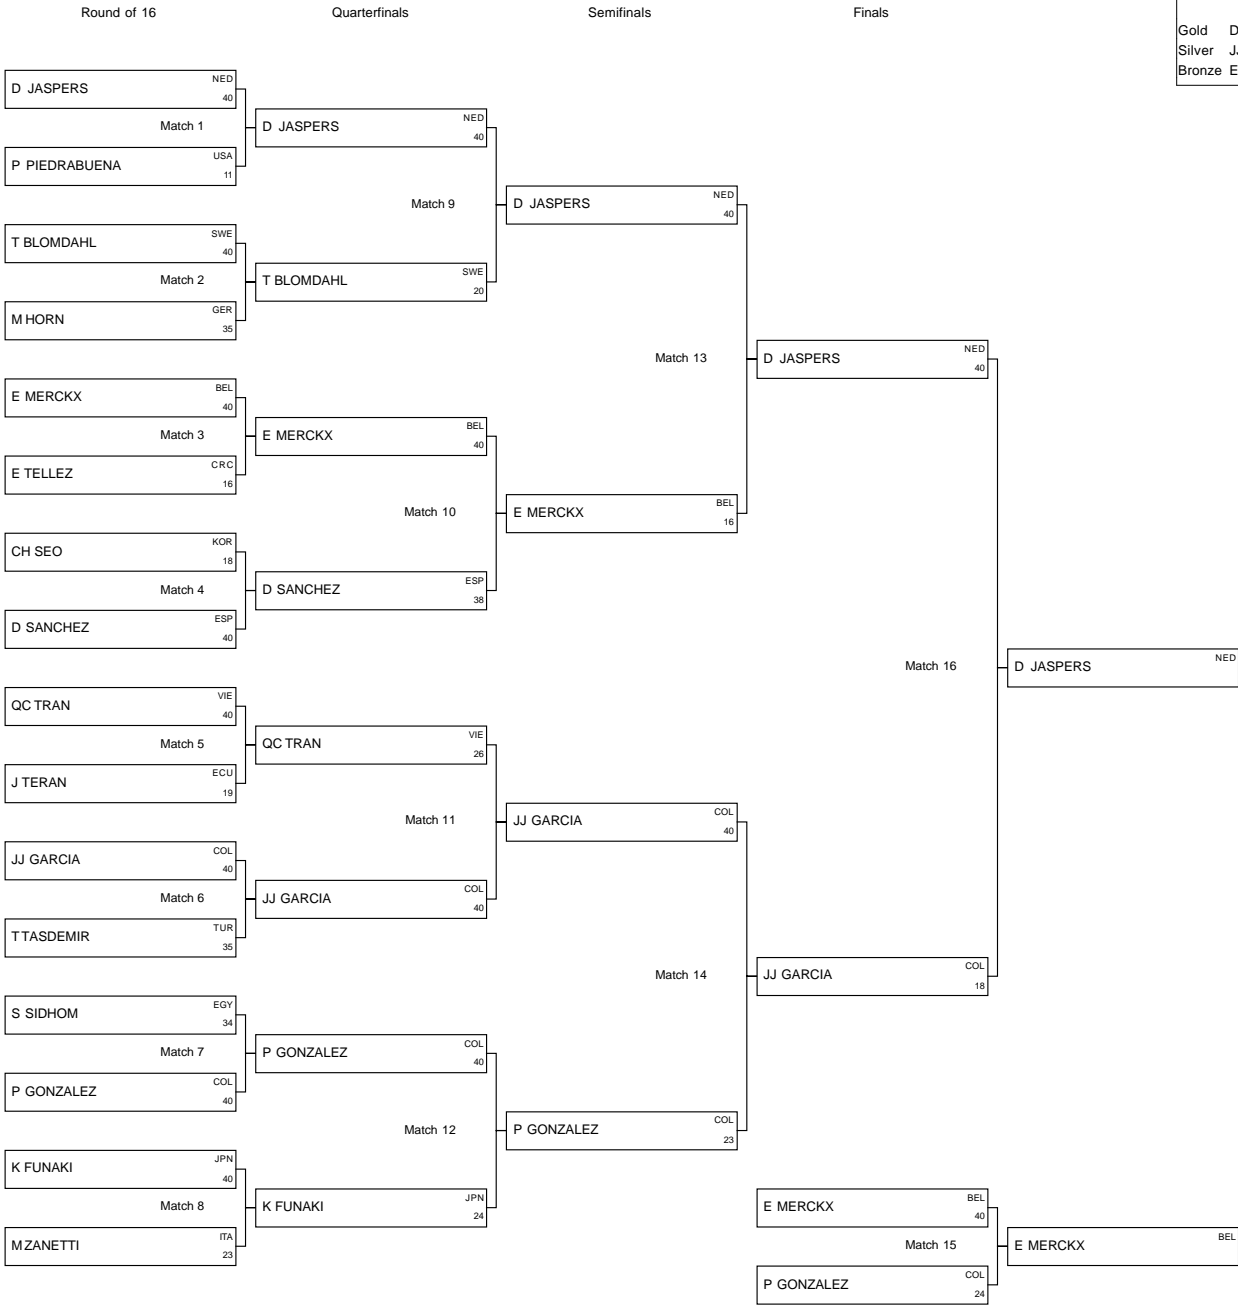 Round of 16
Quarterfinals
Semifinals
Finals
Gold D
Silver JJ
Bronze E
D JASPERS NED 40
Match 1
P PIEDRABUENA USA 11
T BLOMDAHL SWE 40
Match 2
M HORN GER 35
E MERCKX BEL 40
Match 3
E TELLEZ CRC 16
CH SEO KOR 18
Match 4
D SANCHEZ ESP 40
QC TRAN VIE 40
Match 5
J TERAN ECU 19
JJ GARCIA COL 40
Match 6
T TASDEMIR TUR 35
S SIDHOM EGY 34
Match 7
P GONZALEZ COL 40
K FUNAKI JPN 40
Match 8
M ZANETTI ITA 23
D JASPERS NED 40
Match 9
T BLOMDAHL SWE 20
E MERCKX BEL 40
Match 10
D SANCHEZ ESP 38
QC TRAN VIE 26
Match 11
JJ GARCIA COL 40
P GONZALEZ COL 40
Match 12
K FUNAKI JPN 24
D JASPERS NED 40
Match 13
E MERCKX BEL 16
JJ GARCIA COL 40
Match 14
P GONZALEZ COL 23
D JASPERS NED 40
Match 16
JJ GARCIA COL 18
D JASPERS NED
E MERCKX BEL 40
Match 15
P GONZALEZ COL 24
E MERCKX BEL